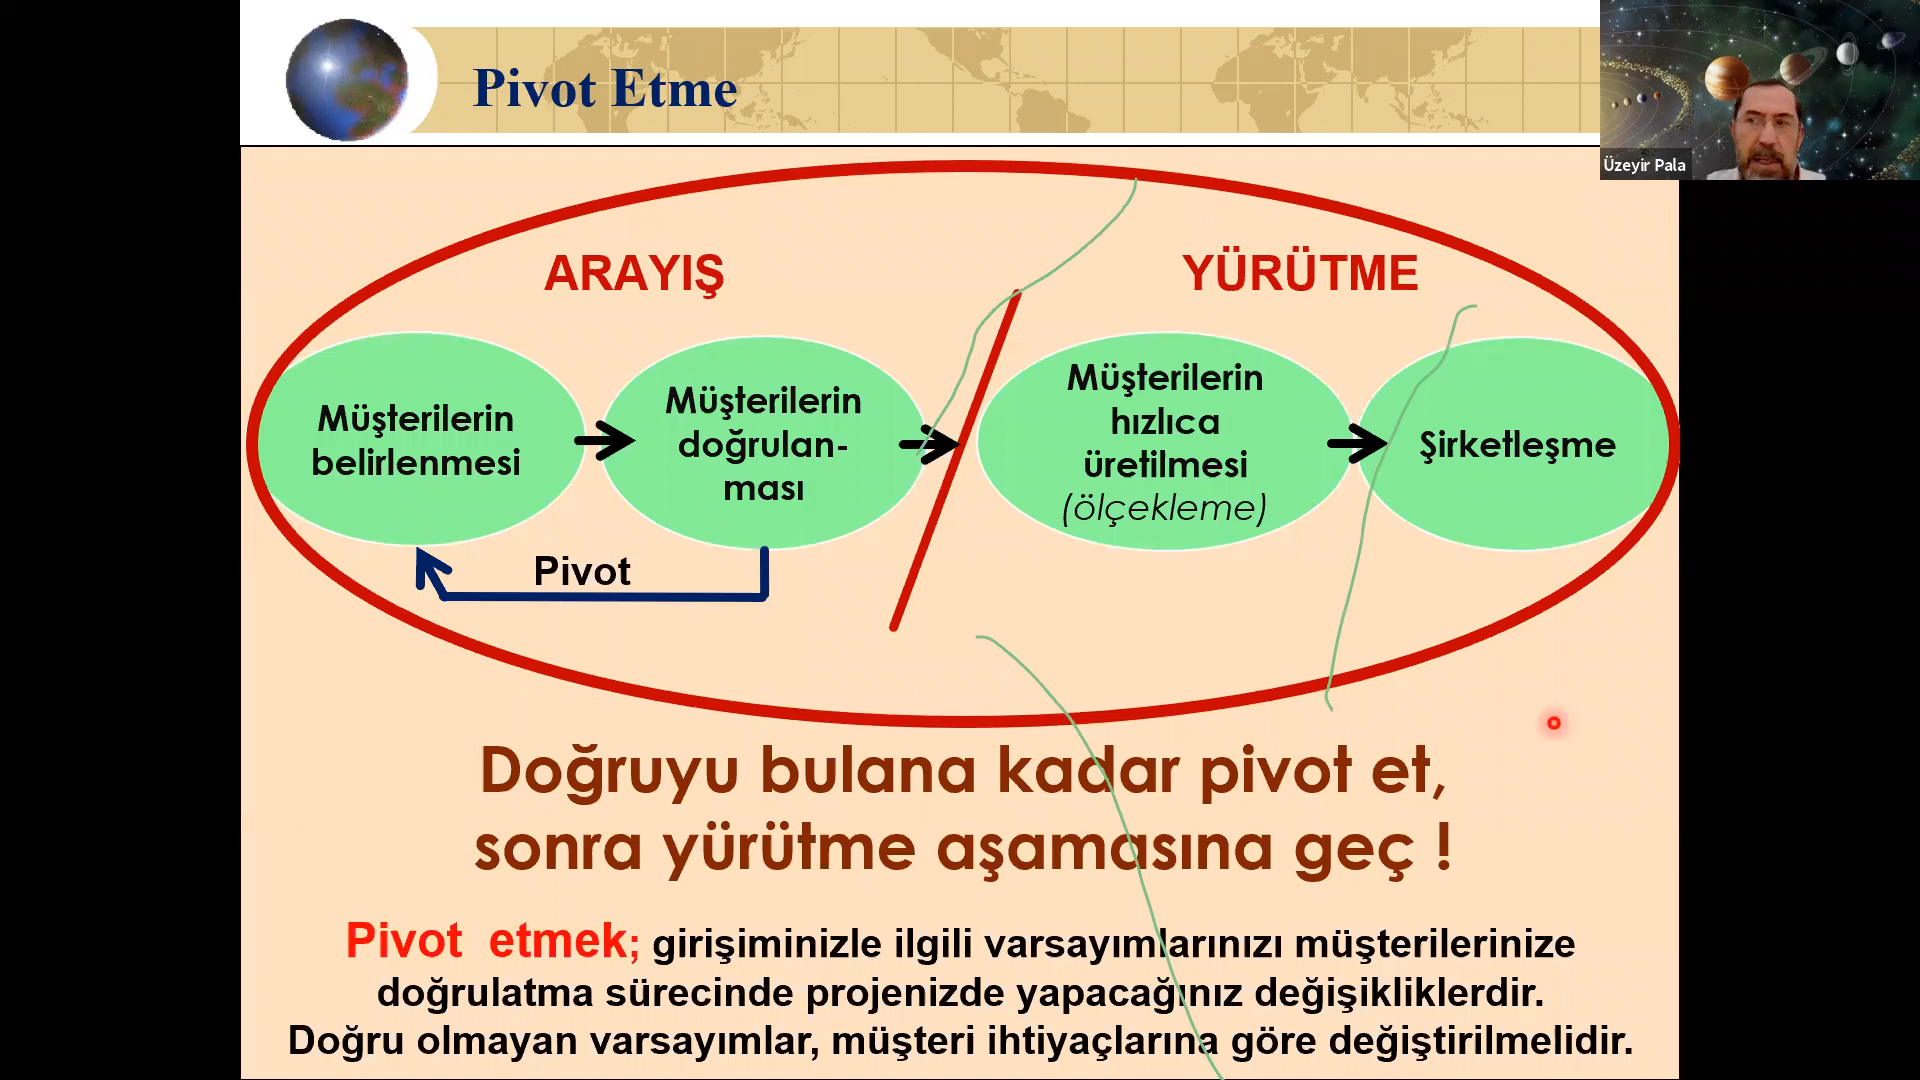 Pivot Etme
Üzeyir Pala
ARAYIŞ
YÜRÜTME
Müşterilerin
belirlenmesi
Müşterilerin
doğrulan-
ması
Müşterilerin
hızlıca
üretilmesi
(ölçekleme)
Şirketleşme
Pivot
Doğruyu bulana kadar pivot et,
sonra yürütme aşamasına geç !
Pivot etmek; girişiminizle ilgili varsayımlarınızı müşterilerinize
doğrulatma sürecinde projenizde yapacağınız değişikliklerdir.
Doğru olmayan varsayımlar, müşteri ihtiyaçlarına göre değiştirilmelidir.